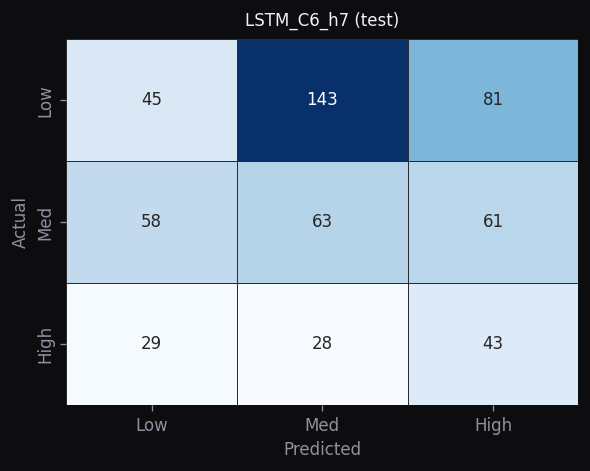 LSTM_C6_h7 (test)
Actual
Low
45
143
81
Med
58
63
61
High
29
28
43
Low
Med
High
Predicted